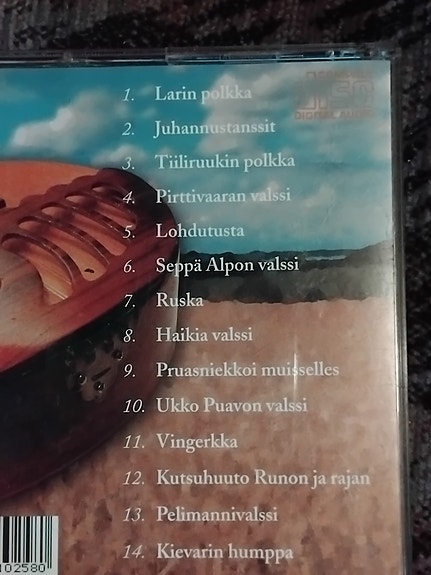 1. Larin polkka
2. Juhannustanssit
3. Tiiliruukin polkka
4. Pirttivaaran valssi
5. Lohdutusta
6. Seppä Alpon valssi
7. Ruska
8. Haikia valssi
9. Pruasniekkoi muisselles
10. Ukko Puavon valssi
11. Vingerkka
12. Kutsuhuuto Runon ja rajan
13. Pelimannivalssi
14. Kievarin humppa
DIGITAL AUDIO
102580